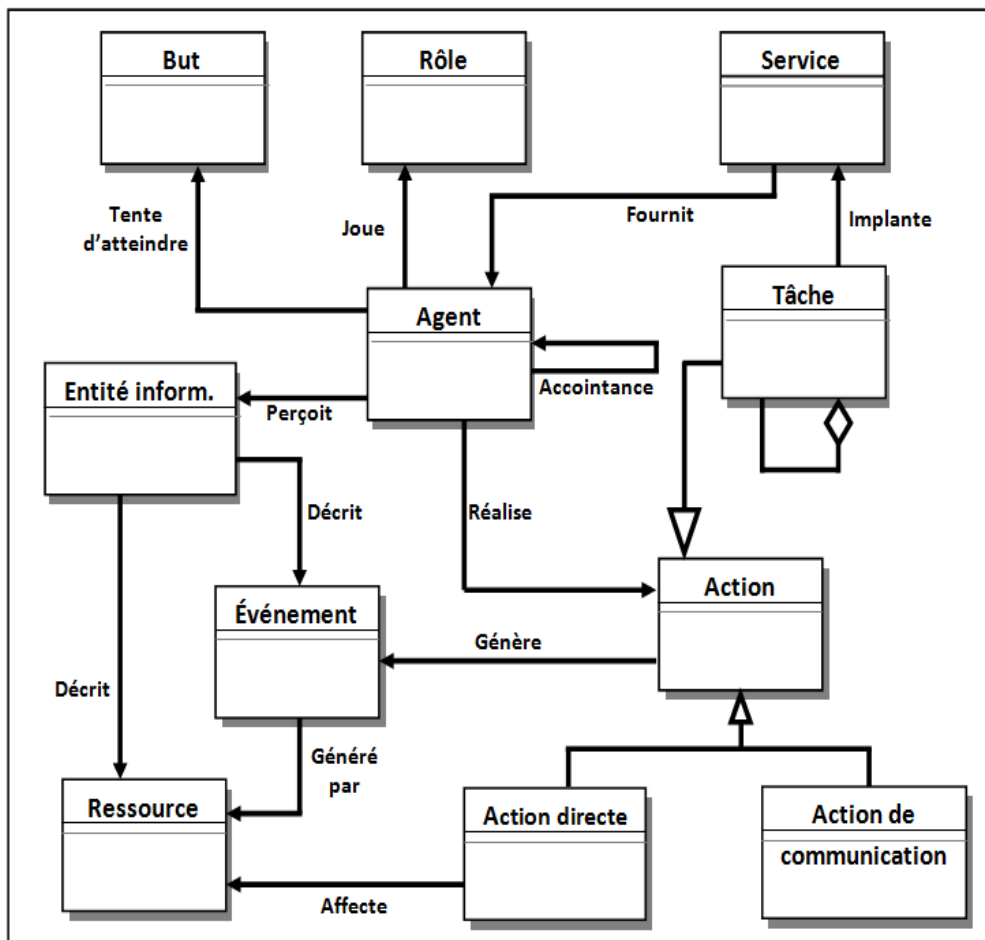 But
Rôle
Service
Tente
d'atteindre
Joue
Fournit
Implante
Agent
Tâche
Entité inform.
Perçoit
Accointance
Décrit
Réalise
Événement
Action
Génère
Décrit
Généré
par
Ressource
Action directe
Action de
communication
Affecte